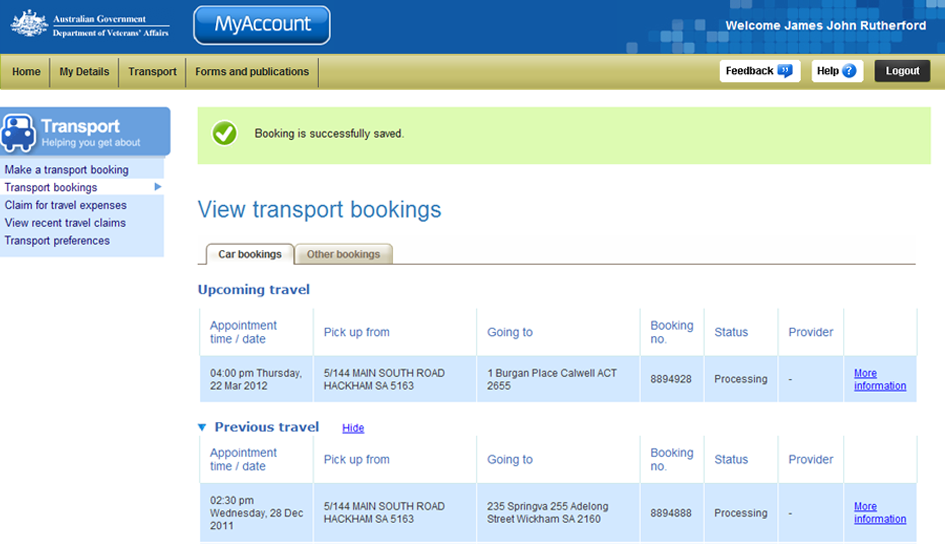 Australian Government
Department of Veterans' Affairs
MyAccount
Welcome James John Rutherford
Home
My Details
Transport
Forms and publications
Feedback
Help ?
Logout
Transport
Helping you get about
Make a transport booking
Transport bookings
Claim for travel expenses
View recent travel claims
Transport preferences
Booking is successfully saved.
View transport bookings
Car bookings
Other bookings
Upcoming travel
Appointment
time / date
Pick up from
Going to
Booking
no.
Status
Provider
04:00 pm Thursday,
22 Mar 2012
5/144 MAIN SOUTH ROAD
HACKHAM SA 5163
1 Burgan Place Calwell ACT
2655
8894928
Processing
-
More
information
Previous travel
Hide
Appointment
time / date
Pick up from
Going to
Booking
no.
Status
Provider
02:30 pm
Wednesday, 28 Dec
2011
5/144 MAIN SOUTH ROAD
HACKHAM SA 5163
235 Springva 255 Adelong
Street Wickham SA 2160
8894888
Processing
-
More
information